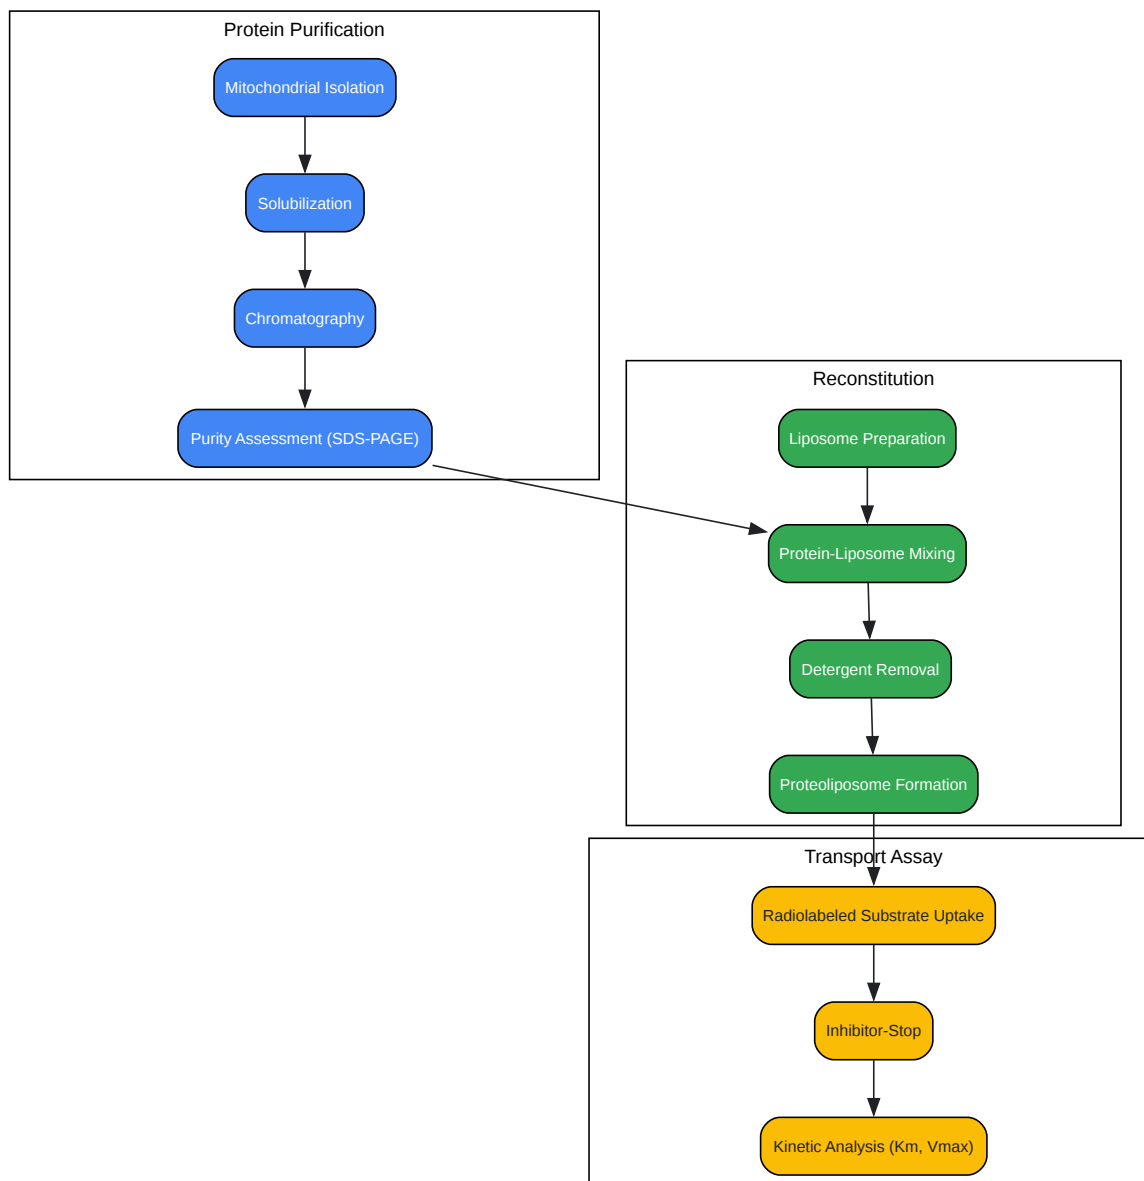 Protein Purification
Mitochondrial Isolation
Solubilization
Chromatography
Purity Assessment (SDS-PAGE)
Reconstitution
Liposome Preparation
Protein-Liposome Mixing
Detergent Removal
Proteoliposome Formation
Transport Assay
Radiolabeled Substrate Uptake
Inhibitor-Stop
Kinetic Analysis (Km, Vmax)